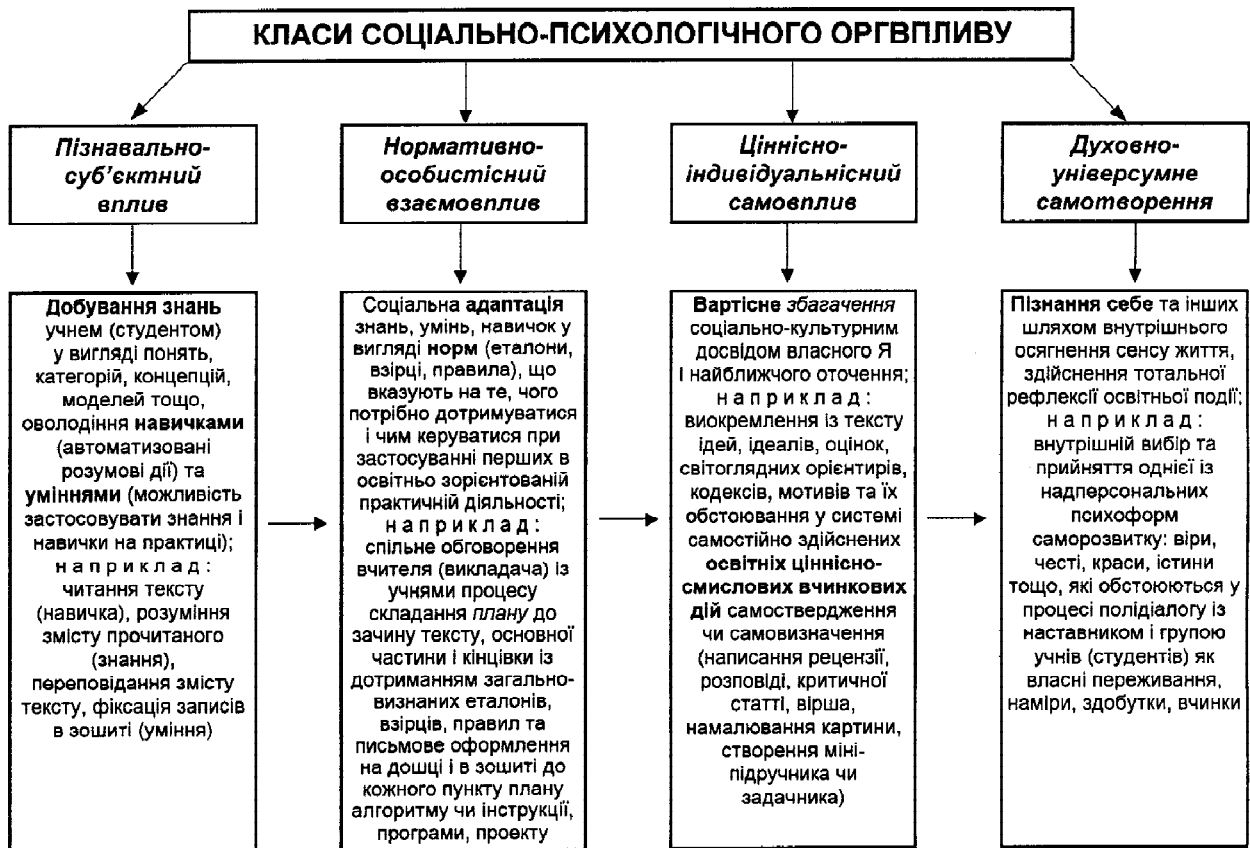 КЛАСИ СОЦІАЛЬНО-ПСИХОЛОГІЧНОГО ОРГВПЛИВУ
Пізнавально-
суб’єктний
вплив
Нормативно-
особистісний
взаємовплив
Ціннісно-
індивідуальнісний
самовплив
Духовно-
універсумне
самотворення
Добування знань
учнем (студентом)
у вигляді понять,
категорій, концепцій,
моделей тощо,
оволодіння навичками
(автоматизовані
розумові дії) та
уміннями (можливість
застосовувати знання і
навички на практиці);
наприклад:
читання тексту
(навичка), розуміння
змісту прочитаного
(знання),
переповідання змісту
тексту, фіксація записів
в зошиті (уміння)
Соціальна адаптація
знань, умінь, навичок у
вигляді норм (еталони,
взірці, правила), що
вказують на те, чого
потрібно дотримуватися
і чим керуватися при
застосуванні перших в
освітньо зорієнтованій
практичній діяльності;
наприклад:
спільне обговорення
вчителя (викладача) із
учнями процесу
складання плану до
зачину тексту, основної
частини і кінцівки із
дотриманням загально-
визнаних еталонів,
взірців, правил та
письмове оформлення
на дошці і в зошиті до
кожного пункту плану
алгоритму чи інструкції,
програми, проекту
Вартісне збагачення
соціально-культурним
досвідом власного Я
і найближчого оточення;
наприклад:
виокремлення із тексту
ідей, ідеалів, оцінок,
світоглядних орієнтирів,
кодексів, мотивів та їх
обстоювання у системі
самостійно здійснених
освітніх ціннісно-
смислових вчинкових
дій самоствердження
чи самовизначення
(написання рецензії,
розповіді, критичної
статті, вірша,
намалювання картини,
створення міні-
підручника чи
задачника)
Пізнання себе та інших
шляхом внутрішнього
осягнення сенсу життя,
здійснення тотальної
рефлексії освітньої події;
наприклад:
внутрішній вибір та
прийняття однієї із
надперсональних
психоформ
саморозвитку: віри,
честі, краси, істини
тощо, які обстоюються у
процесі полідіалогу із
наставником і групою
учнів (студентів) як
власні переживання,
наміри, здобутки, вчинки